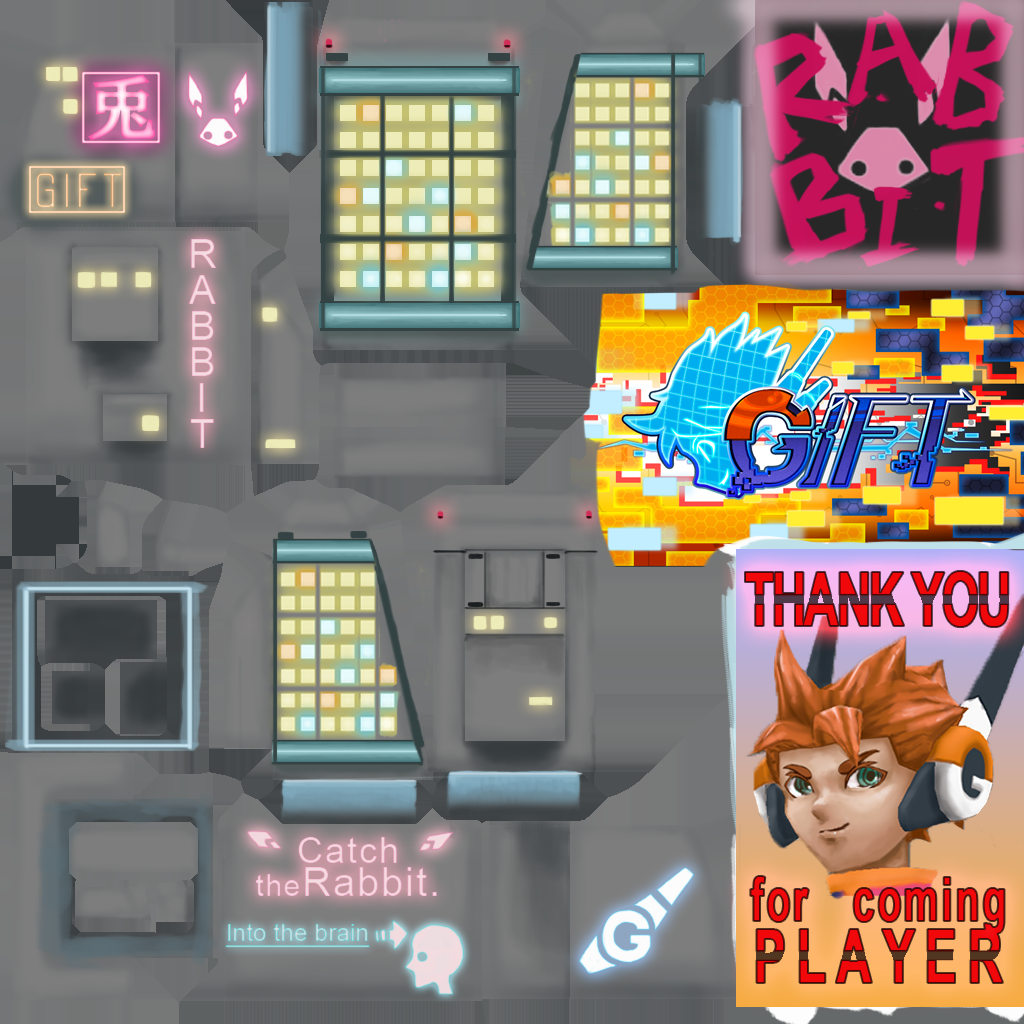 兎
GIFT
RABBIT
RAB
BIT
GIFT
THANK YOU
G
for coming
PLAYER
Catch
theRabbit.
Into the brain
G